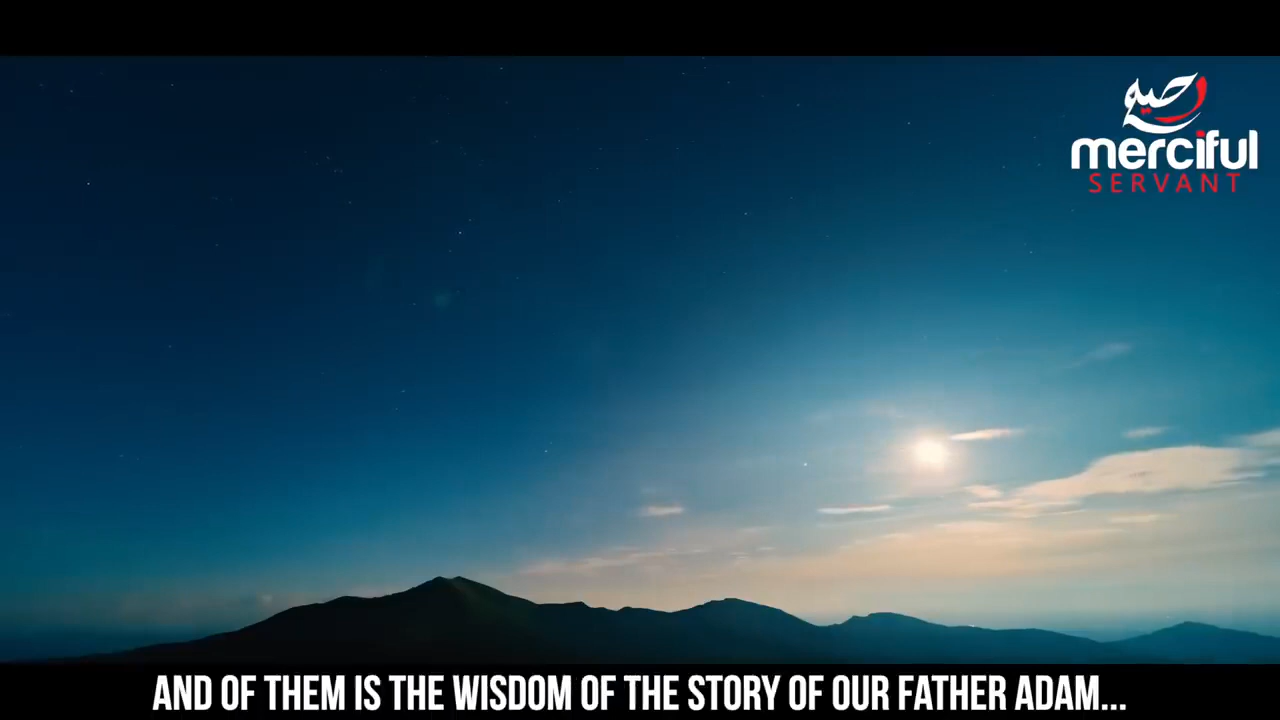 merciful
SERVANT
AND OF THEM IS THE WISDOM OF THE STORY OF OUR FATHER ADAM...